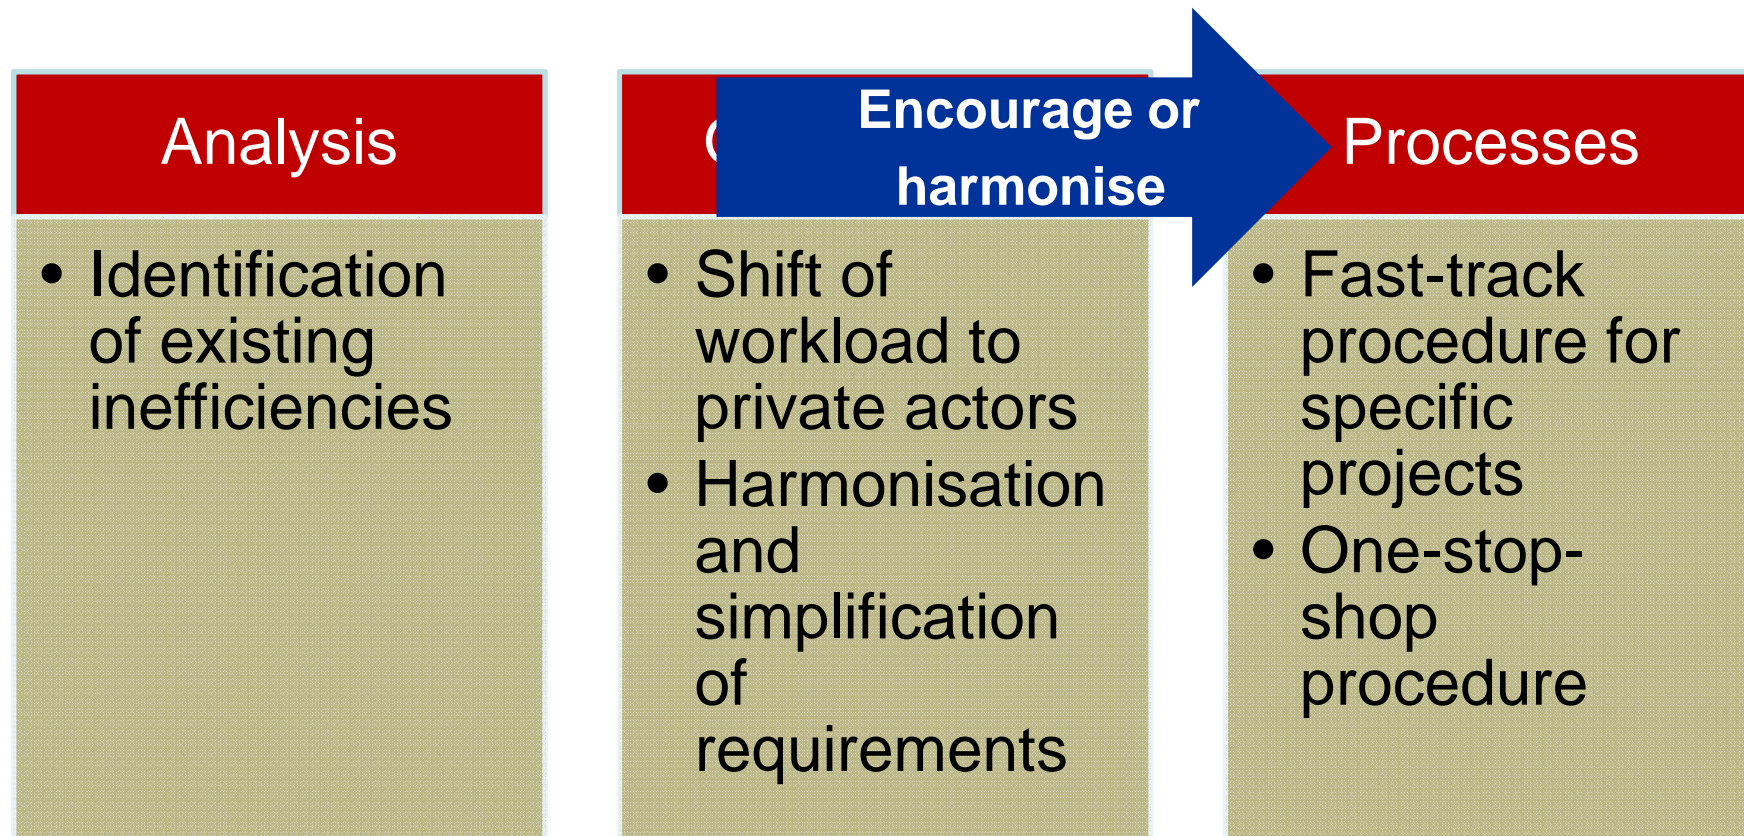 Analysis
• Identification
of existing
inefficiencies
Encourage or
harmonise
• Shift of
workload to
private actors
• Harmonisation
and
simplification
of
requirements
Processes
• Fast-track
procedure for
specific
projects
• One-stop-
shop
procedure